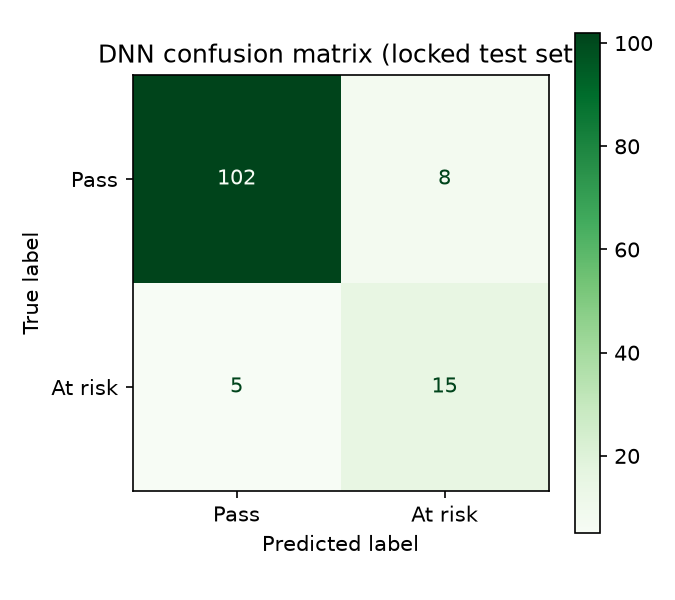 DNN confusion matrix (locked test set
100
Pass
102
8
80
60
True label
40
At risk
5
15
20
Pass
At risk
Predicted label